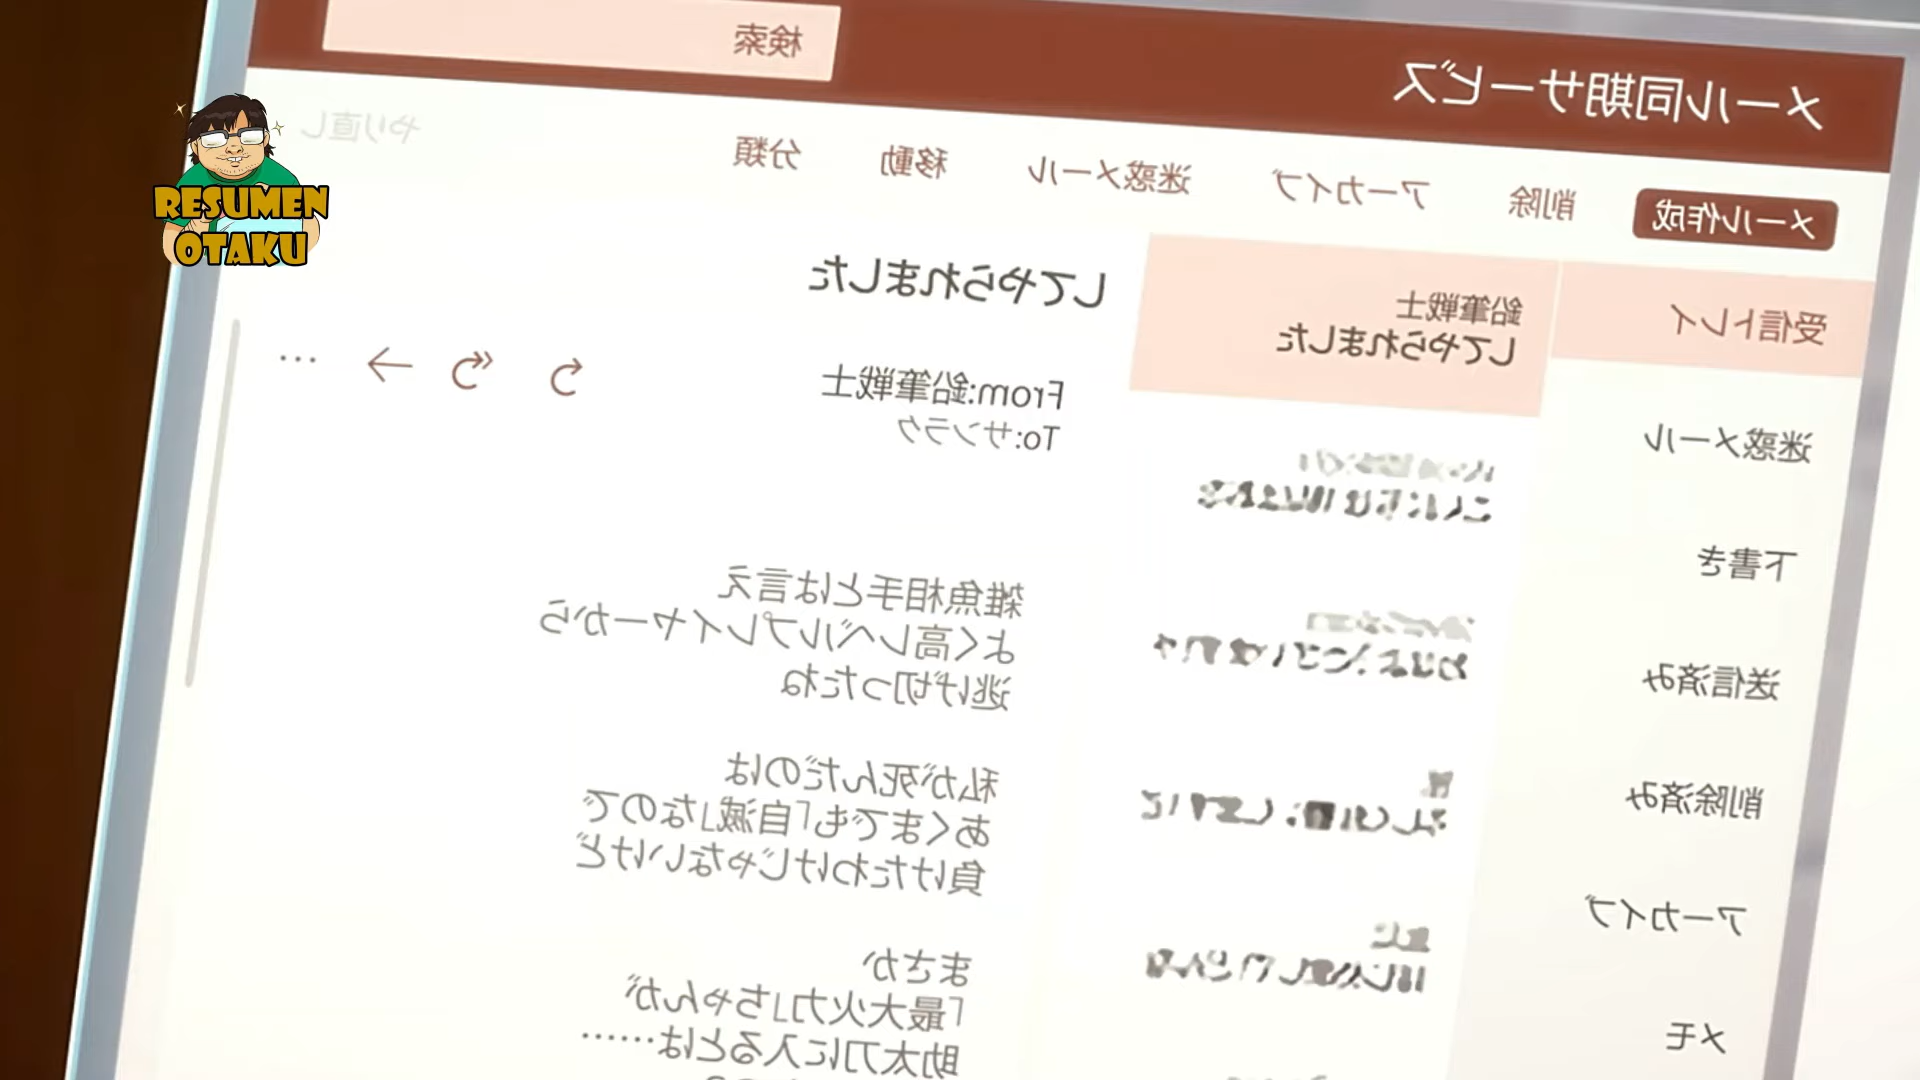 メール同期サービス
検索
メール作成
削除
アーカイブ
迷惑メール
移動
分類
やり直し
受信トレイ
迷惑メール
下書き
送信済み
削除済み
アーカイブ
メモ
鉛筆戦士
してやられました
してやられました
From:鉛筆戦士
To:サンラク
雑魚相手とは言え
よく高レベルプレイヤーから
逃げ切ったね
私が死んだのは
あくまでも「自滅」なので
負けたわけじゃないけど
まさか
「最大火力」ちゃんが
助太刀に入るとは……
RESUMEN
OTAKU